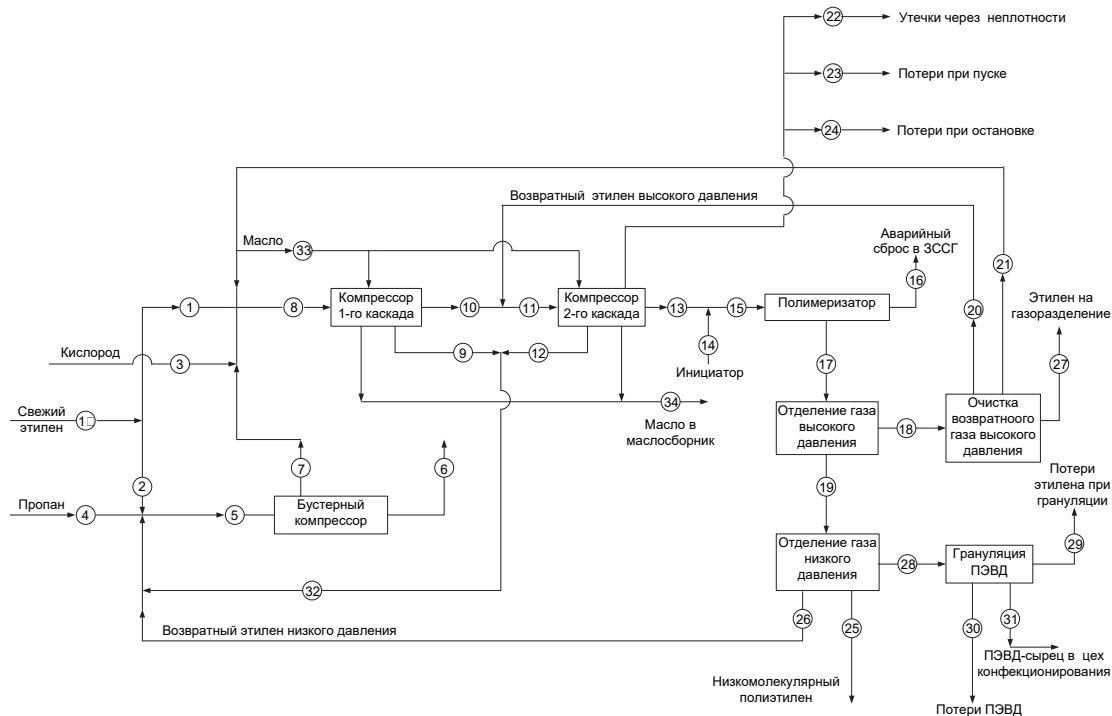 22
Утечки через неплотности
23
Потери при пуске
24
Потери при остановке
Возвратный этилен высокого давления
Аварийный
сброс в ЗССГ
Масло
33
16
21
20
Этилен на
газоразделение
1
8
Компрессор
1-го каскада
10
11
Компрессор
2-го каскада
13
15
Полимеризатор
14
Инициатор
27
Кислород
3
9
12
17
Свежий
этилен
1
34
Масло в
маслосборник
Отделение газа
высокого
давления
18
Очистка
возвратноого
газа высокого
давления
7
6
2
19
Потери
этилена при
грануляции
Пропан
4
5
Бустерный
компрессор
29
Отделение газа
низкого
давления
28
Грануляция
ПЭВД
32
26
25
30
31
Возвратный этилен низкого давления
ПЭВД-сырец в цех
конфекционирования
Низкомолекулярный
полиэтилен
Потери ПЭВД